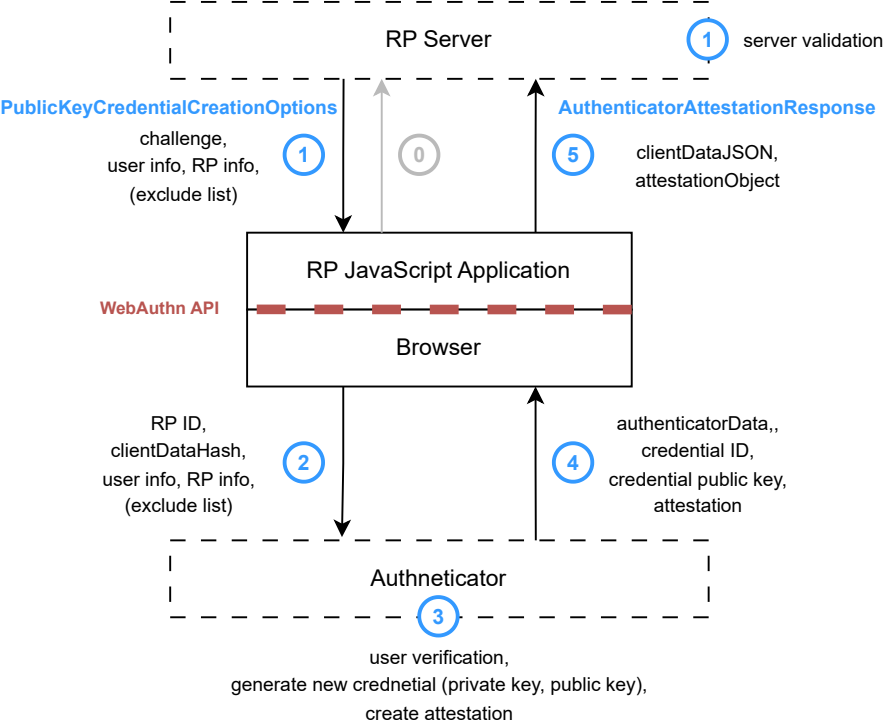 RP Server
1
server validation
PublicKeyCredentialCreationOptions
challenge,
user info, RP info,
(exclude list)
1
0
AuthenticatorAttestationResponse
5
clientDataJSON,
attestationObject
RP JavaScript Application
WebAuthn API
Browser
RP ID,
clientDataHash,
user info, RP info,
(exclude list)
2
4
authenticatorData,,
credential ID,
credential public key,
attestation
Authneticator
3
user verification,
generate new crednetial (private key, public key),
create attestation